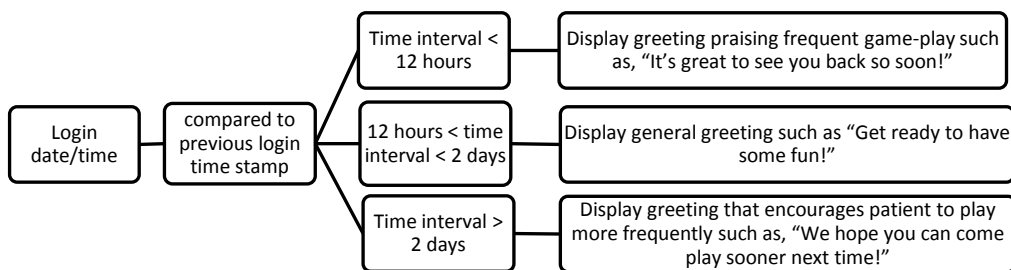 Login
date/time
compared to
previous login
time stamp
Time interval <
12 hours
Display greeting praising frequent game-play such
as, “It’s great to see you back so soon!”
12 hours < time
interval < 2 days
Display general greeting such as “Get ready to have
some fun!”
Time interval >
2 days
Display greeting that encourages patient to play
more frequently such as, “We hope you can come
play sooner next time!”